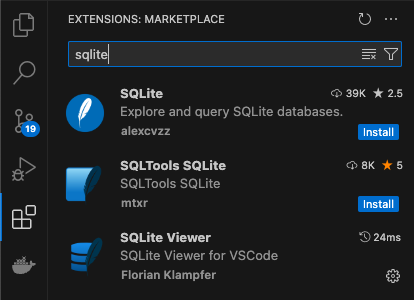 EXTENSIONS: MARKETPLACE
sqlite
SQLite 39K 2.5
Explore and query SQLite databases.
alexcvzz Install
19
SQLTools SQLite 8K 5
SQLTools SQLite
mtxr Install
SQLite Viewer 24ms
SQLite Viewer for VSCode
Florian Klampfer